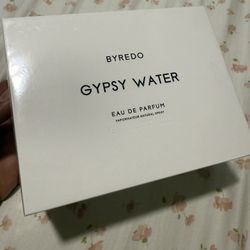 BYREDO
GYPSY WATER
EAU DE PARFUM
VAPORISATEUR NATURAL SPRAY